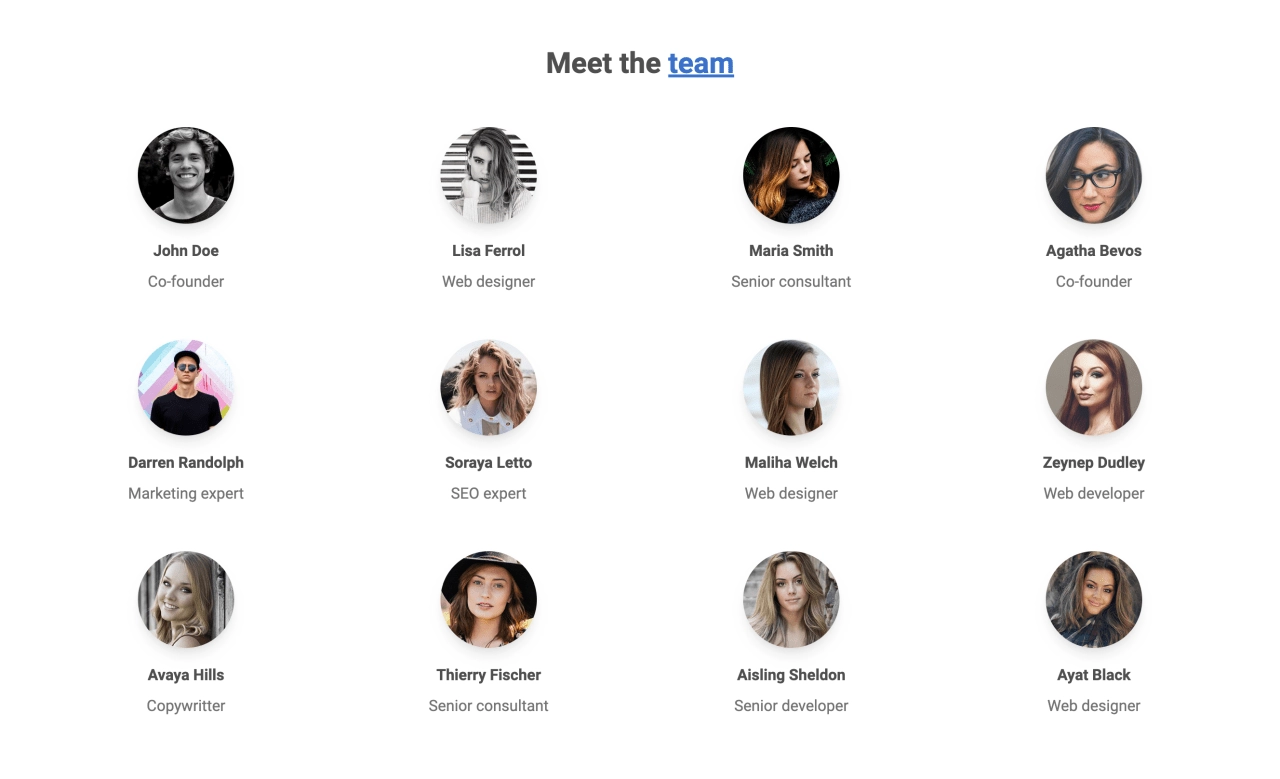 Meet the team
John Doe
Co-founder
Lisa Ferrol
Web designer
Maria Smith
Senior consultant
Agatha Bevos
Co-founder
Darren Randolph
Marketing expert
Soraya Letto
SEO expert
Maliha Welch
Web designer
Zeynep Dudley
Web developer
Avaya Hills
Copywritter
Thierry Fischer
Senior consultant
Aisling Sheldon
Senior developer
Ayat Black
Web designer